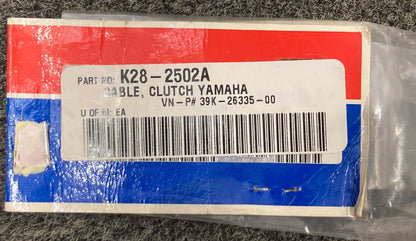 PART NO: K28-2502A
CABLE, CLUTCH YAMAHA
VN-P# 39K-26335-00
U OF M: EA